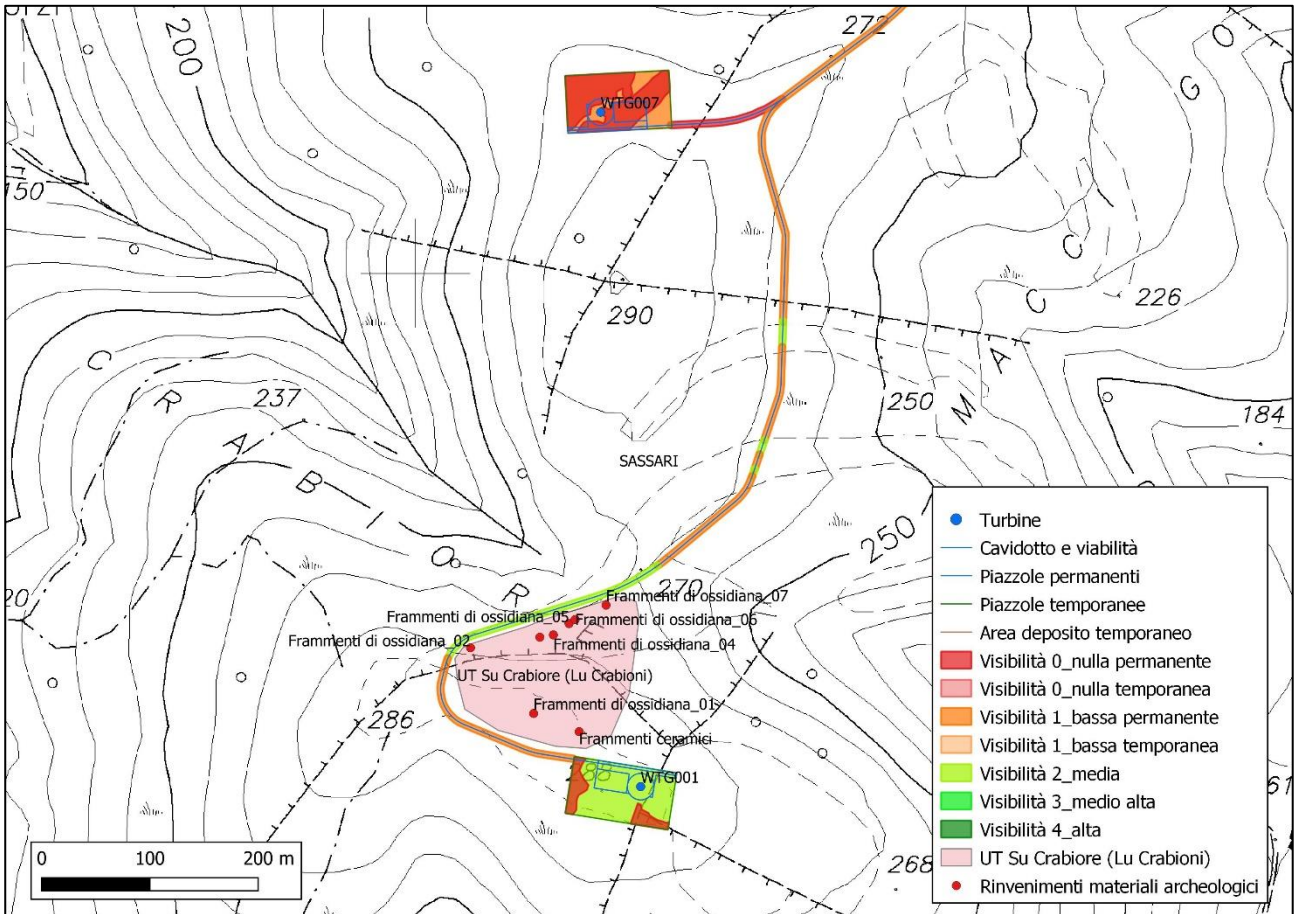 272
200
WTG007
150
290
226
C R A B I O R
237
250
184
M A C C O G O
SASSARI
250
20
270
Frammenti di ossidiana_07
Frammenti di ossidiana_05
Frammenti di ossidiana_06
Frammenti di ossidiana_02
Frammenti di ossidiana_04
UT Su Crabiore (Lu Crabioni)
286
Frammenti di ossidiana_01
Frammenti ceramici
WTG001
268
61
0 100 200 m
Turbine
Cavidotto e viabilità
Piazzole permanenti
Piazzole temporanee
Area deposito temporaneo
Visibilità 0_nulla permanente
Visibilità 0_nulla temporanea
Visibilità 1_bassa permanente
Visibilità 1_bassa temporanea
Visibilità 2_media
Visibilità 3_medio alta
Visibilità 4_alta
UT Su Crabiore (Lu Crabioni)
Rinvenimenti materiali archeologici